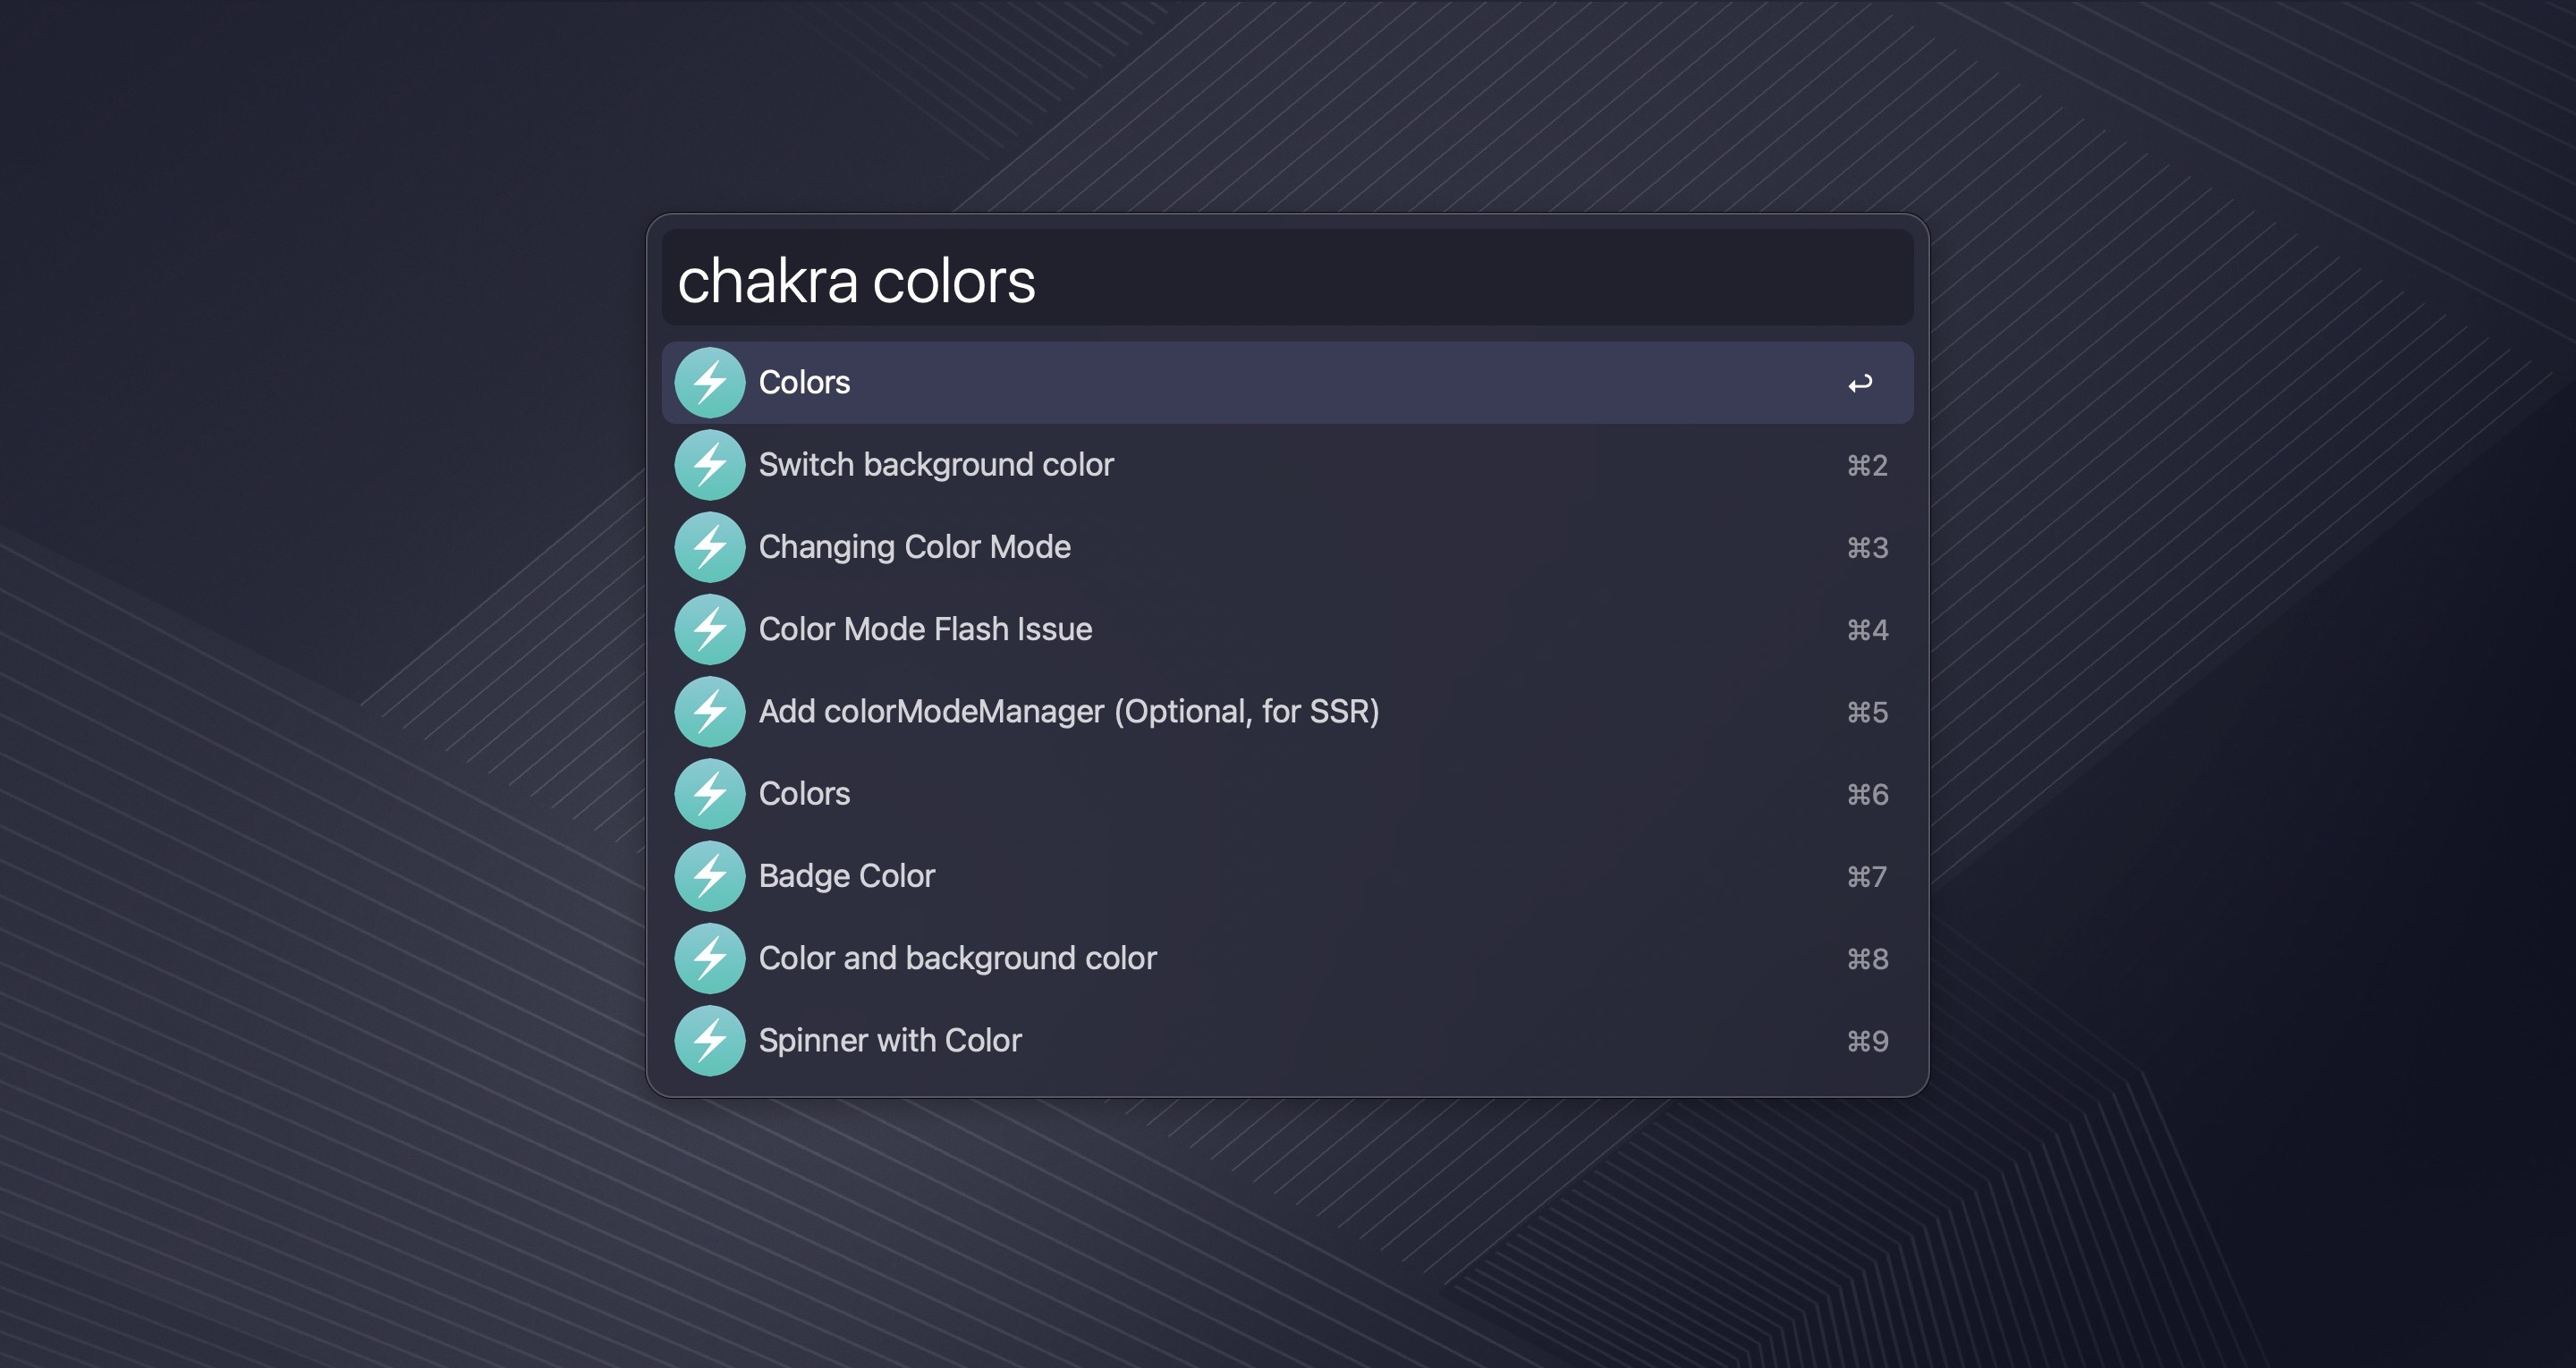 chakra colors
Colors ↩
Switch background color ⌘2
Changing Color Mode ⌘3
Color Mode Flash Issue ⌘4
Add colorModeManager (Optional, for SSR) ⌘5
Colors ⌘6
Badge Color ⌘7
Color and background color ⌘8
Spinner with Color ⌘9